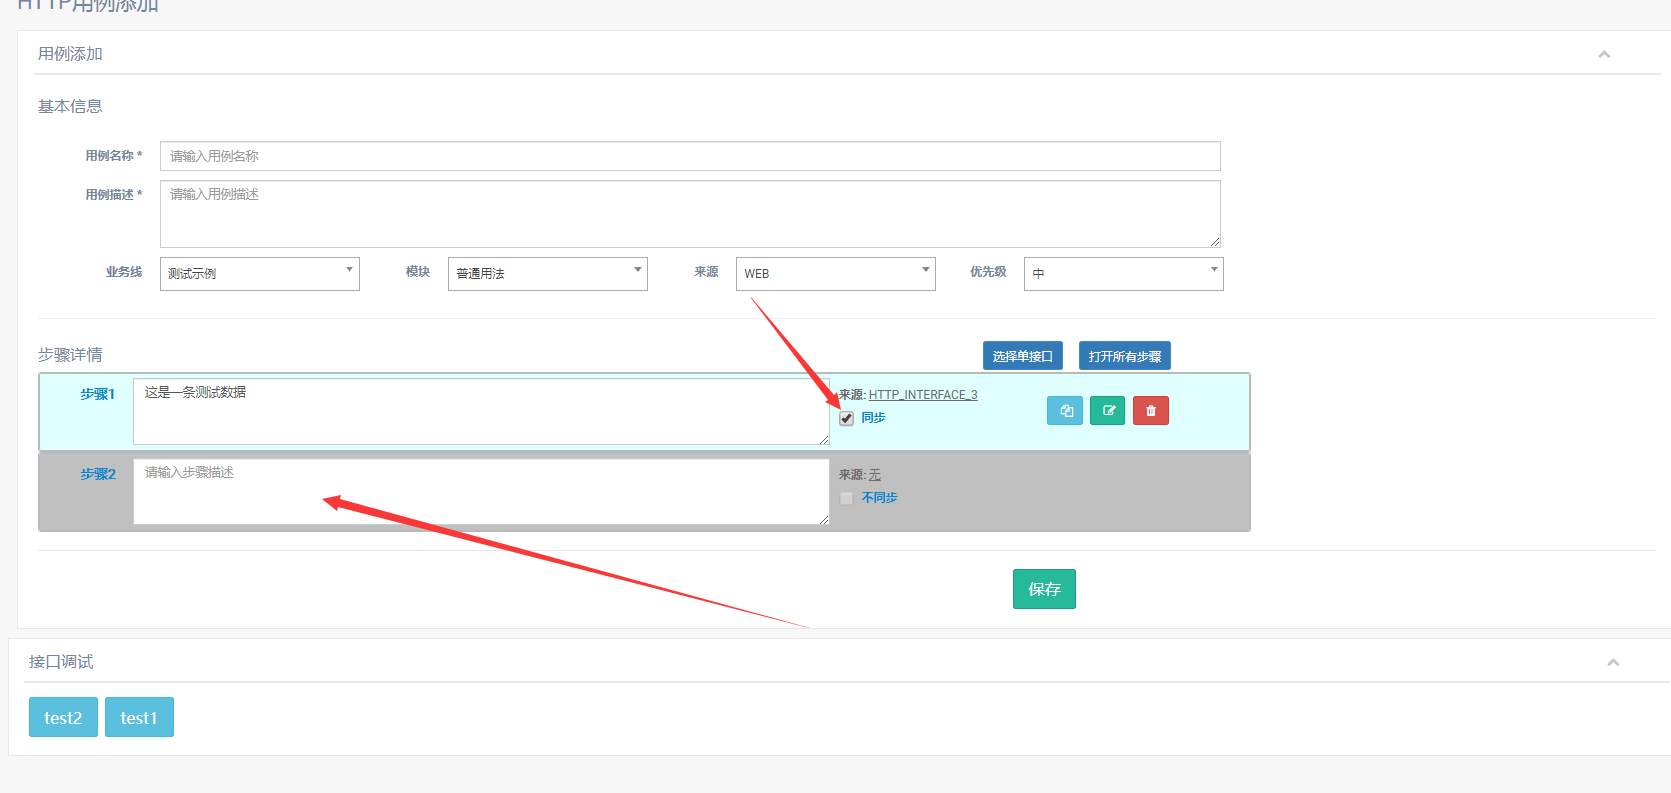 HTTP用例添加
用例添加
基本信息
用例名称 * 请输入用例名称
用例描述 * 请输入用例描述
业务线 测试示例 模块 普通用法 来源 WEB 优先级 中
步骤详情 选择单接口 打开所有步骤
步骤1 这是一条测试数据 来源: HTTP_INTERFACE_3
同步
步骤2 请输入步骤描述 来源: 无
不同步
保存
接口调试
test2 test1